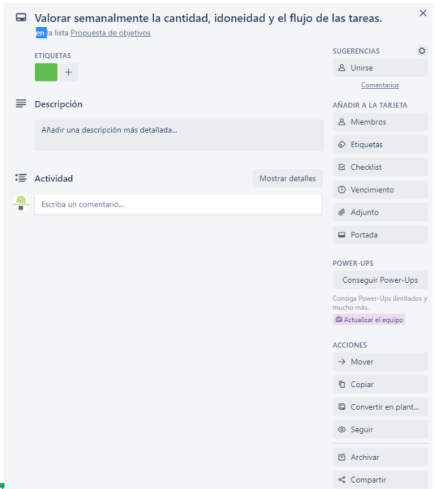 Valorar semanalmente la cantidad, idoneidad y el flujo de las tareas.
en la lista Propuesta de objetivos
ETIQUETAS
+
Descripción
Añadir una descripción más detallada...
Actividad
Mostrar detalles
Escriba un comentario...
SUGERENCIAS
Unirse
Comentarios
AÑADIR A LA TARJETA
Miembros
Etiquetas
Checklist
Vencimiento
Adjunto
Portada
POWER-UPS
Conseguir Power-Ups
Consiga Power-Ups ilimitados y
mucho más.
Actualizar el equipo
ACCIONES
Mover
Copiar
Convertir en plant...
Seguir
Archivar
Compartir